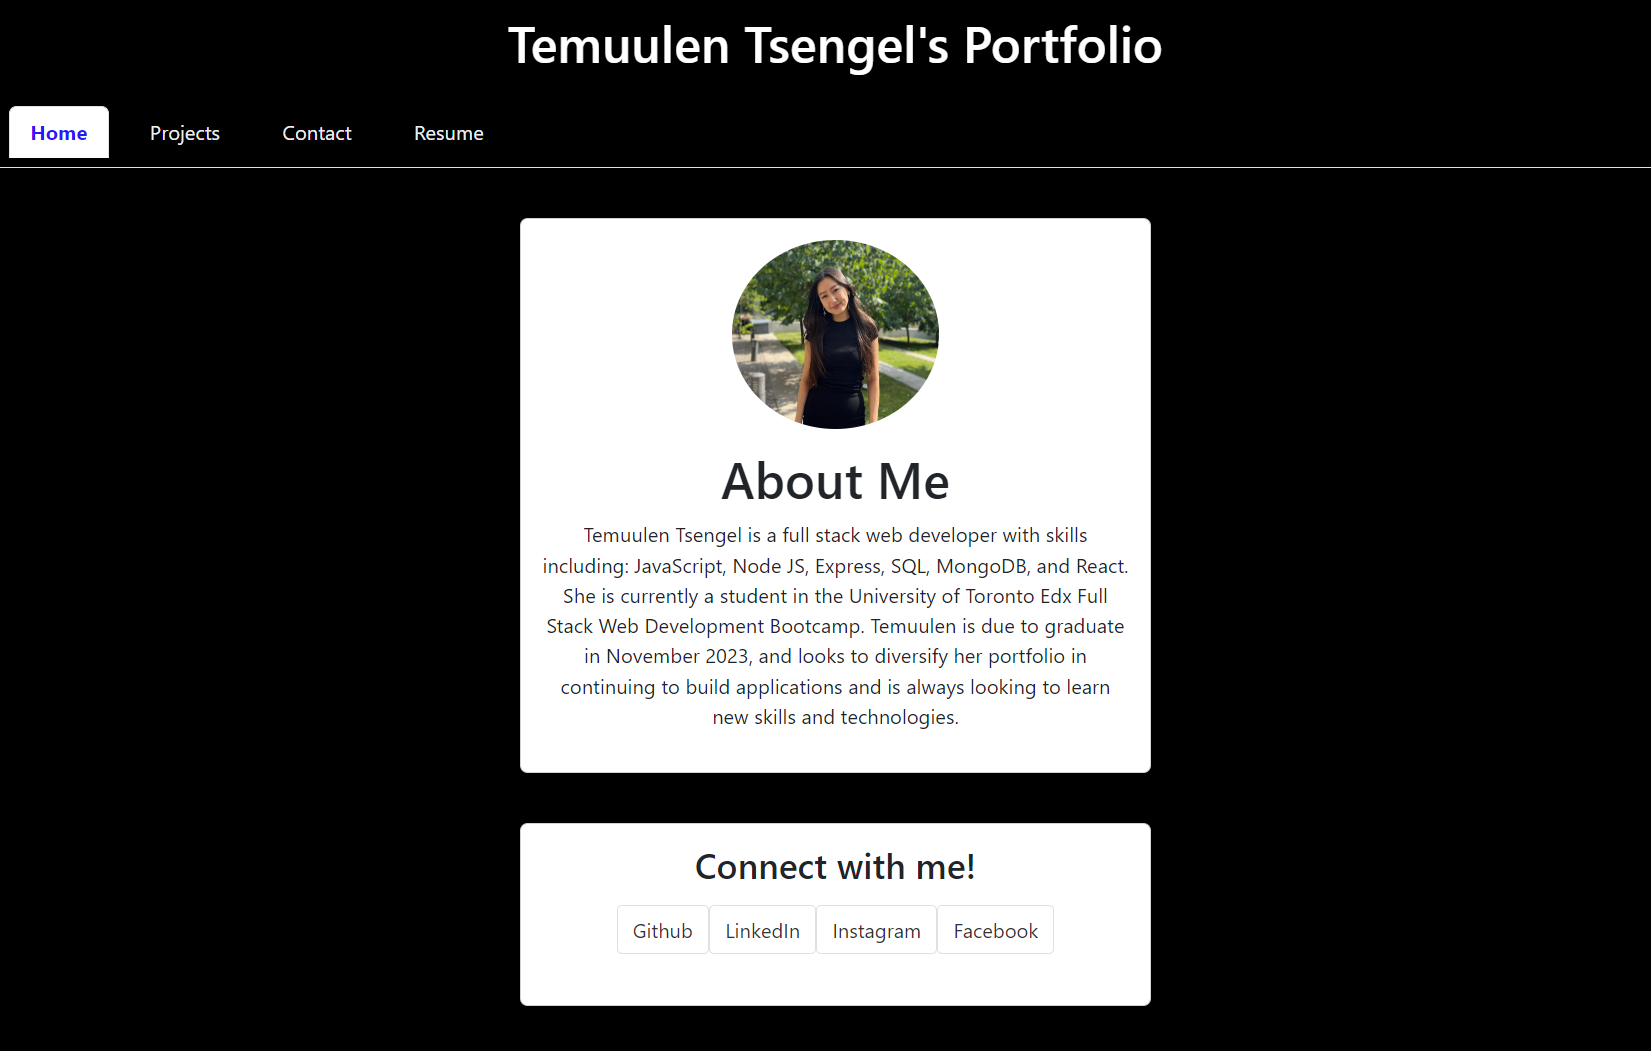 Temuulen Tsengel's Portfolio
Home
Projects
Contact
Resume
About Me
Temuulen Tsengel is a full stack web developer with skills
including: JavaScript, Node JS, Express, SQL, MongoDB, and React.
She is currently a student in the University of Toronto Edx Full
Stack Web Development Bootcamp. Temuulen is due to graduate
in November 2023, and looks to diversify her portfolio in
continuing to build applications and is always looking to learn
new skills and technologies.
Connect with me!
Github
LinkedIn
Instagram
Facebook